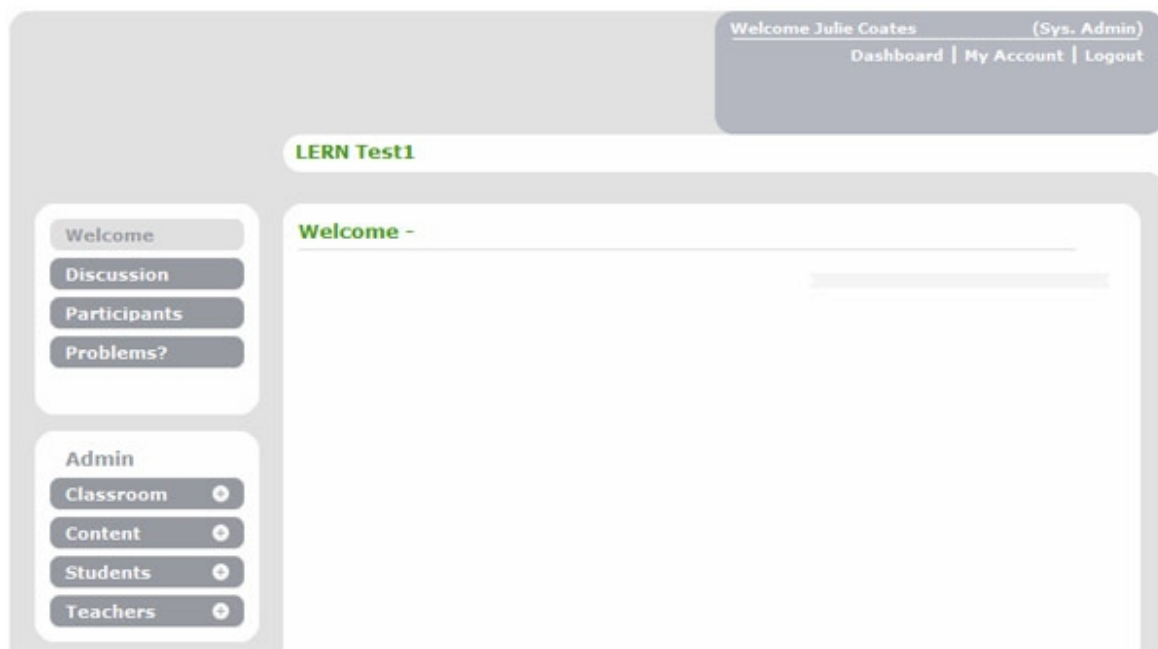 Welcome Julie Coates (Sys. Admin)
Dashboard | My Account | Logout
LERN Test1
Welcome
Discussion
Participants
Problems?
Welcome -
Admin
Classroom
Content
Students
Teachers